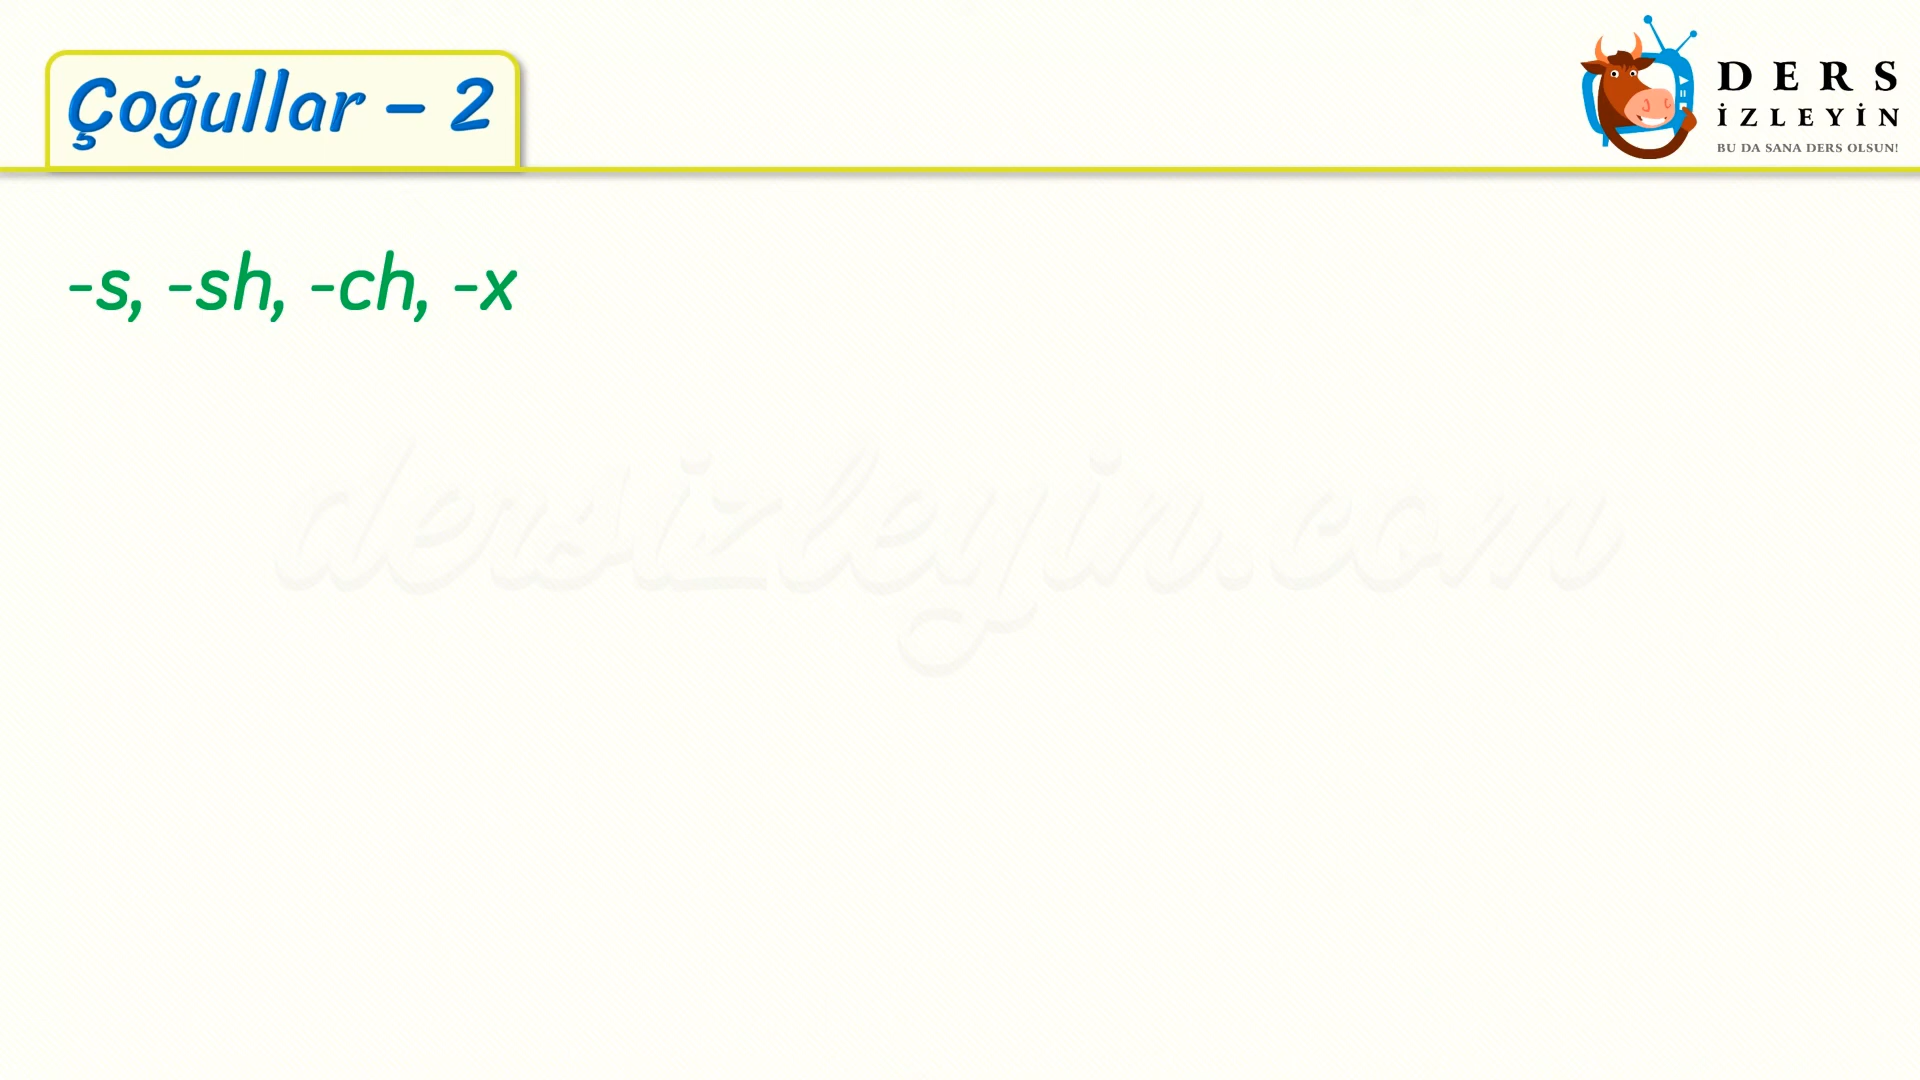 Çoğullar – 2
DERS
İZLEYİN
BU DA SANA DERS OLSUN!
-s, -sh, -ch, -x
dersizleyin.com